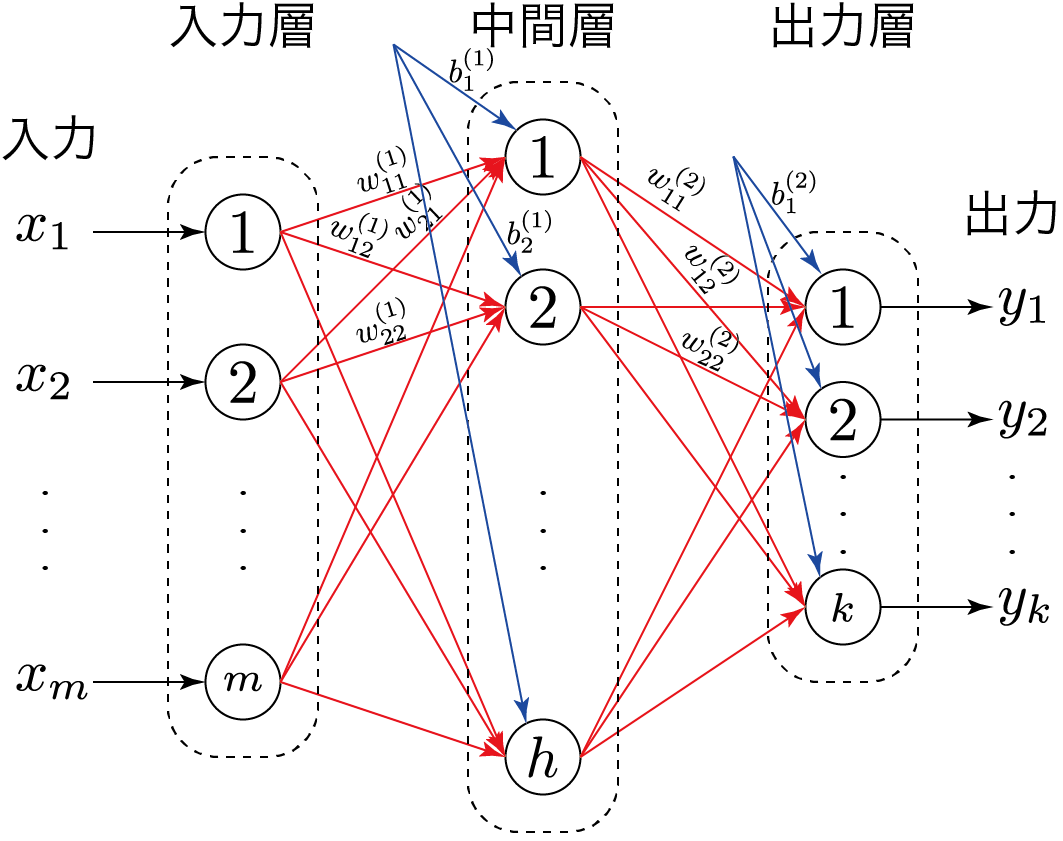 入力層 中間層 出力層
入力
出力
b_1^{(1)}
b_2^{(1)}
w_{11}^{(1)}
w_{21}^{(1)}
w_{12}^{(1)}
w_{22}^{(1)}
w_{11}^{(2)}
b_1^{(2)}
w_{12}^{(2)}
w_{22}^{(2)}
x_1 1 1 1 y_1
x_2 2 2 2 y_2
x_m m h k y_k